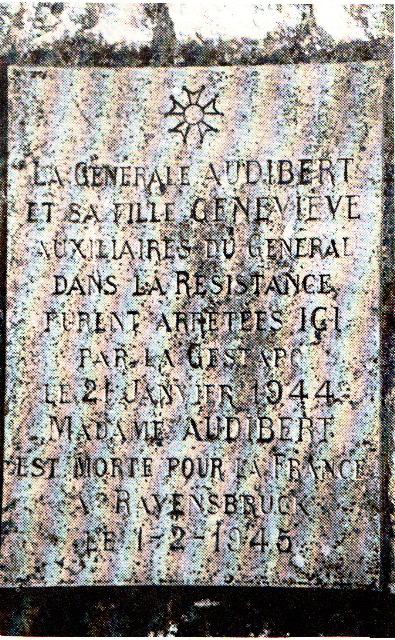 LA GÉNÉRALE AUDIBERT
ET SA FILLE GENEVIÈVE
AUXILIAIRES DU GÉNÉRAL
DANS LA RÉSISTANCE
FURENT ARRÊTÉES ICI
PAR LA GESTAPO
LE 21 JANVIER 1944
MADAME AUDIBERT
EST MORTE POUR LA FRANCE
A RAVENSBRUCK
LE 1-2-1945